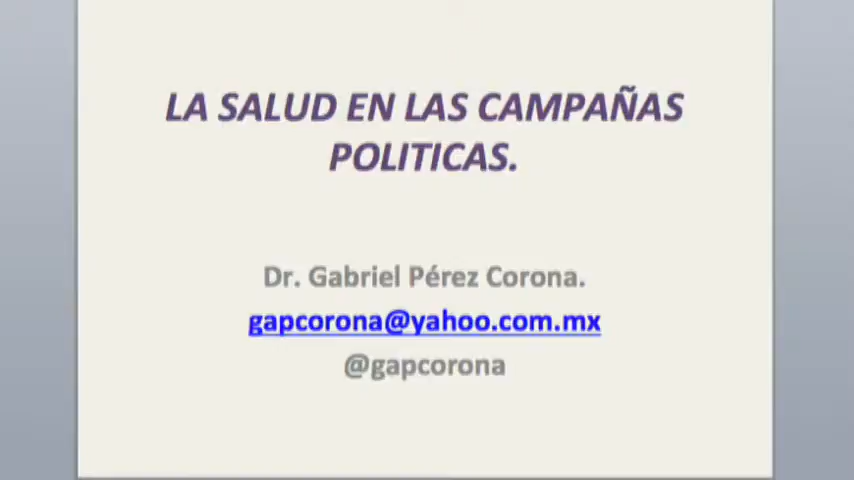 LA SALUD EN LAS CAMPAÑAS
POLITICAS.
Dr. Gabriel Pérez Corona.
gapcorona@yahoo.com.mx
@gapcorona